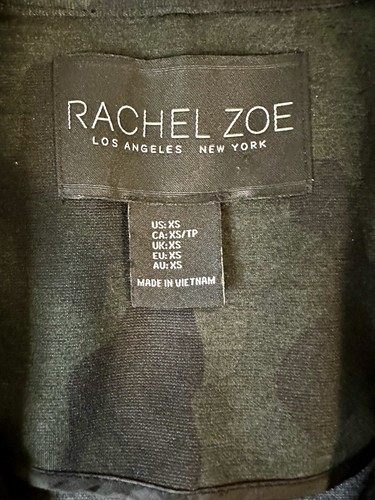 RACHEL ZOE
LOS ANGELES NEW YORK
US: XS
CA: XS/TP
UK: XS
EU: XS
AU: XS
MADE IN VIETNAM